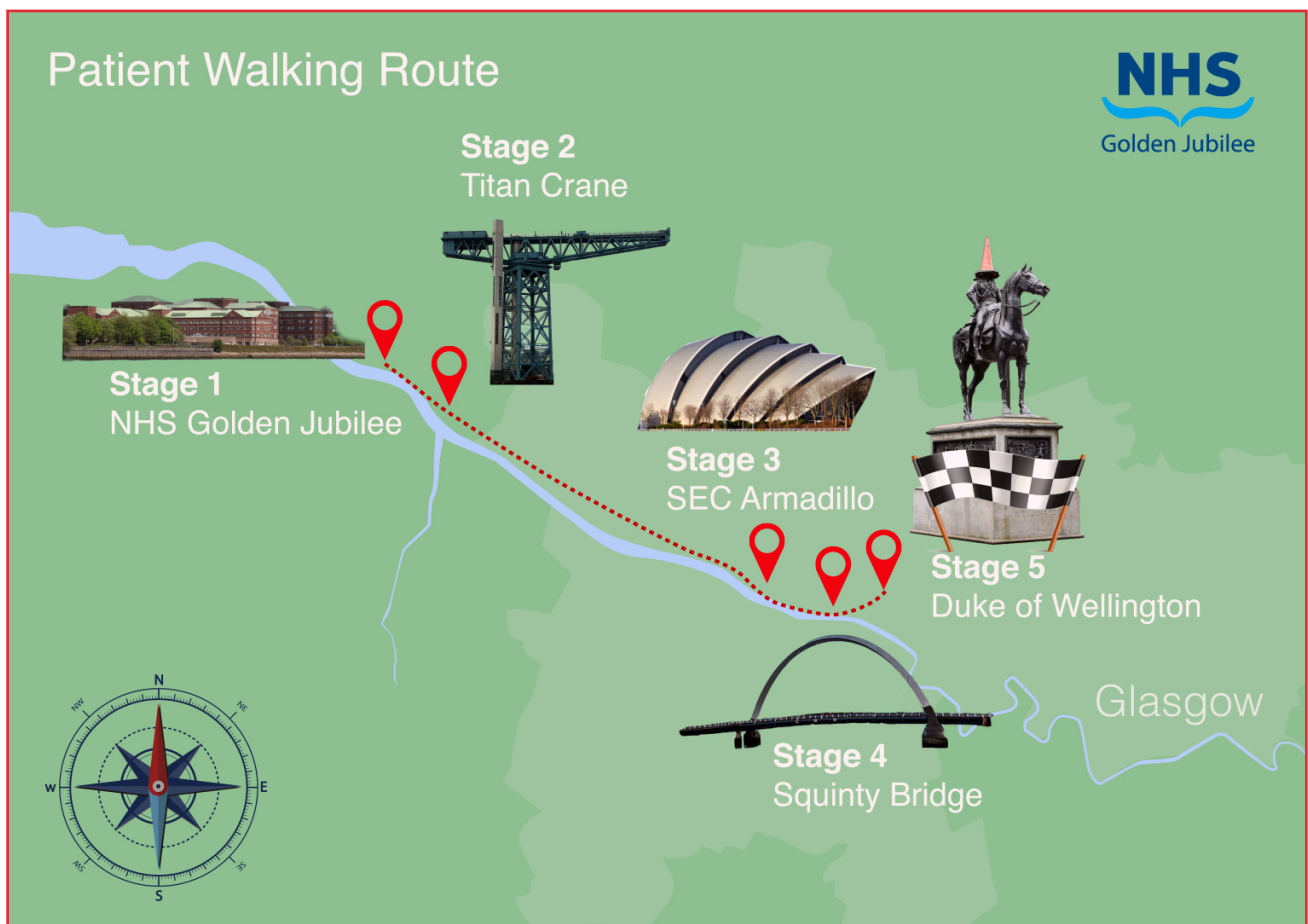 Patient Walking Route
NHS
Golden Jubilee
Stage 2
Titan Crane
Stage 1
NHS Golden Jubilee
Stage 3
SEC Armadillo
Stage 5
Duke of Wellington
Glasgow
Stage 4
Squinty Bridge
N
NW
NE
W
E
SW
SE
S